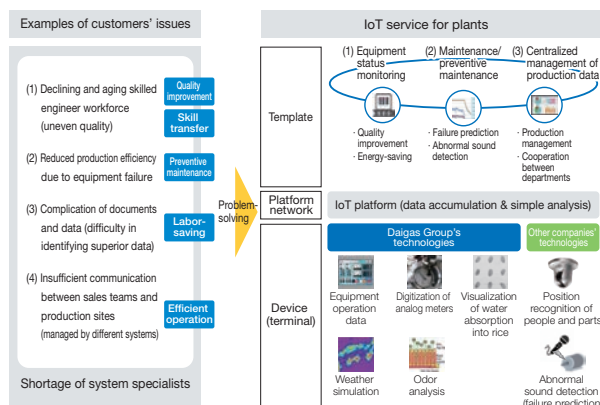 Examples of customers' issues
(1) Declining and aging skilled
engineer workforce
(uneven quality)
Quality
improvement
Skill
transfer
(2) Reduced production efficiency
due to equipment failure
Preventive
maintenance
(3) Complication of documents
and data (difficulty in
identifying superior data)
Labor-
saving
(4) Insufficient communication
between sales teams and
production sites
(managed by different systems)
Efficient
operation
Shortage of system specialists
Problem-
solving
IoT service for plants
Template
(1) Equipment
status
monitoring
(2) Maintenance/
preventive
maintenance
(3) Centralized
management of
production data
· Quality
improvement
· Energy-saving
· Failure prediction
· Abnormal sound
detection
· Production
management
· Cooperation
between
departments
Platform
network
IoT platform (data accumulation & simple analysis)
Device
(terminal)
Daigas Group's
technologies
Other companies'
technologies
Equipment
operation
data
Digitization of
analog meters
Visualization
of water
absorption
into rice
Position
recognition of
people and parts
Weather
simulation
Odor
analysis
Abnormal
sound detection
(failure prediction)